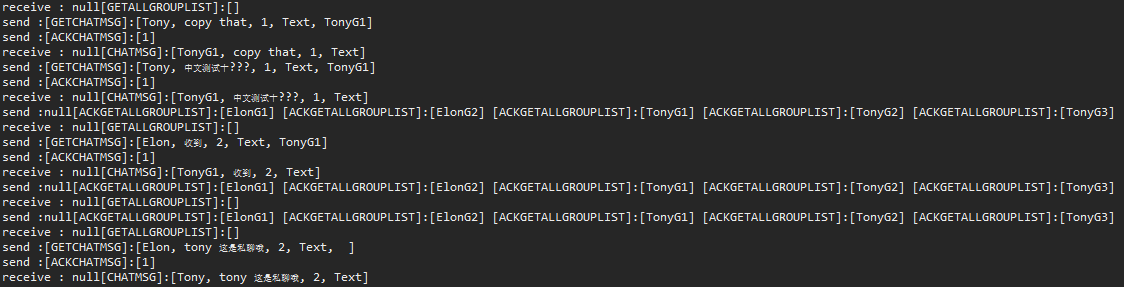 receive : null[GETALLGROUPLIST]:[]
send :[GETCHATMSG]:[Tony, copy that, 1, Text, TonyG1]
send :[ACKCHATMSG]:[1]
receive : null[CHATMSG]:[TonyG1, copy that, 1, Text]
send :[GETCHATMSG]:[Tony, 中文测试十???, 1, Text, TonyG1]
send :[ACKCHATMSG]:[1]
receive : null[CHATMSG]:[TonyG1, 中文测试十???, 1, Text]
send :null[ACKGETALLGROUPLIST]:[ElonG1] [ACKGETALLGROUPLIST]:[ElonG2] [ACKGETALLGROUPLIST]:[TonyG1] [ACKGETALLGROUPLIST]:[TonyG2] [ACKGETALLGROUPLIST]:[TonyG3]
receive : null[GETALLGROUPLIST]:[]
send :[GETCHATMSG]:[Elon, 收到, 2, Text, TonyG1]
send :[ACKCHATMSG]:[1]
receive : null[CHATMSG]:[TonyG1, 收到, 2, Text]
send :null[ACKGETALLGROUPLIST]:[ElonG1] [ACKGETALLGROUPLIST]:[ElonG2] [ACKGETALLGROUPLIST]:[TonyG1] [ACKGETALLGROUPLIST]:[TonyG2] [ACKGETALLGROUPLIST]:[TonyG3]
receive : null[GETALLGROUPLIST]:[]
send :null[ACKGETALLGROUPLIST]:[ElonG1] [ACKGETALLGROUPLIST]:[ElonG2] [ACKGETALLGROUPLIST]:[TonyG1] [ACKGETALLGROUPLIST]:[TonyG2] [ACKGETALLGROUPLIST]:[TonyG3]
receive : null[GETALLGROUPLIST]:[]
send :[GETCHATMSG]:[Elon, tony 这是私聊哦, 2, Text,  ]
send :[ACKCHATMSG]:[1]
receive : null[CHATMSG]:[Tony, tony 这是私聊哦, 2, Text]